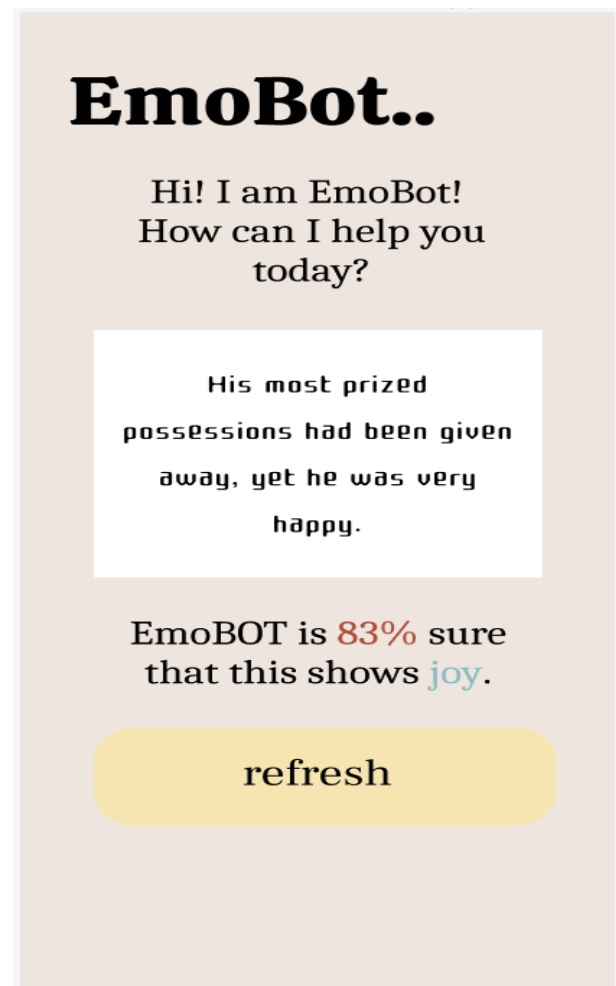 EmoBot..
Hi! I am EmoBot!
How can I help you
today?
His most prized
possessions had been given
away, yet he was very
happy.
EmoBOT is 83% sure
that this shows joy.
refresh